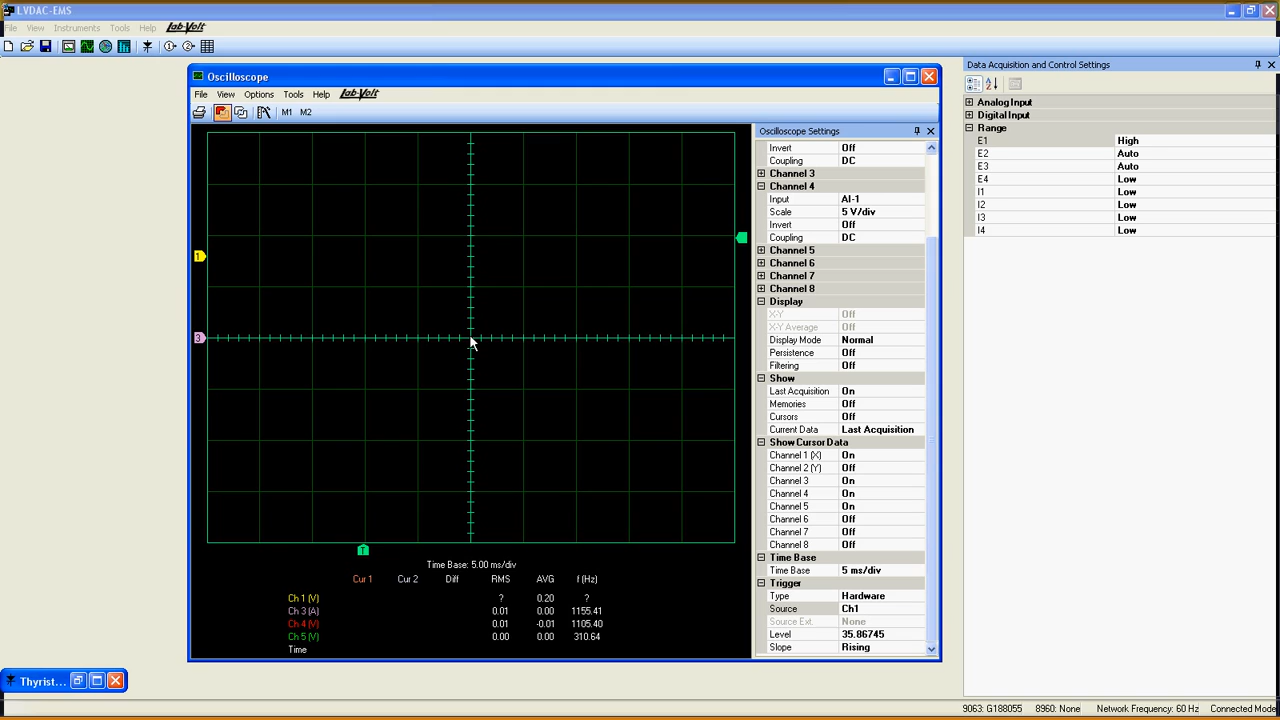 LVDAC-EMS
File View Instruments Tools Help Lab-Volt
Data Acquisition and Control Settings
Oscilloscope
File View Options Tools Help Lab-Volt
M1 M2
Oscilloscope Settings
Invert Off
Coupling DC
Channel 3
Channel 4
Input AI-1
Scale 5 V/div
Invert Off
Coupling DC
Channel 5
Channel 6
Channel 7
Channel 8
Display
X-Y Off
X-Y Average Off
Display Mode Normal
Persistence Off
Filtering Off
Show
Last Acquisition On
Memories Off
Cursors Off
Current Data Last Acquisition
Show Cursor Data
Channel 1 (X) On
Channel 2 (Y) Off
Channel 3 On
Channel 4 On
Channel 5 On
Channel 6 Off
Channel 7 Off
Channel 8 Off
Time Base
Time Base 5 ms/div
Trigger
Type Hardware
Source Ch1
Source Ext. None
Level 35.86745
Slope Rising
Analog Input
Digital Input
Range
E1 High
E2 Auto
E3 Auto
E4 Low
I1 Low
I2 Low
I3 Low
I4 Low
1
3
T
Time Base: 5.00 ms/div
Cur 1 Cur 2 Diff RMS AVG f (Hz)
Ch 1 (V) ? 0.20 ?
Ch 3 (A) 0.01 0.00 1155.41
Ch 4 (V) 0.01 -0.01 1105.40
Ch 5 (V) 0.00 0.00 310.64
Time
Thyrist...
9063: G188055 8960: None Network Frequency: 60 Hz Connected Mode